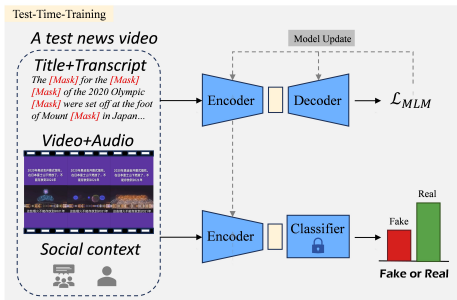 Test-Time-Training
A test news video
Model Update
Title+Transcript
The [Mask] for the [Mask]
[Mask] of the 2020 Olympic
[Mask] were set off at the foot
of Mount [Mask] in Japan…
Encoder
Decoder
ℒMLM
Video+Audio
Social context
Encoder
Classifier
Fake
Real
Fake or Real